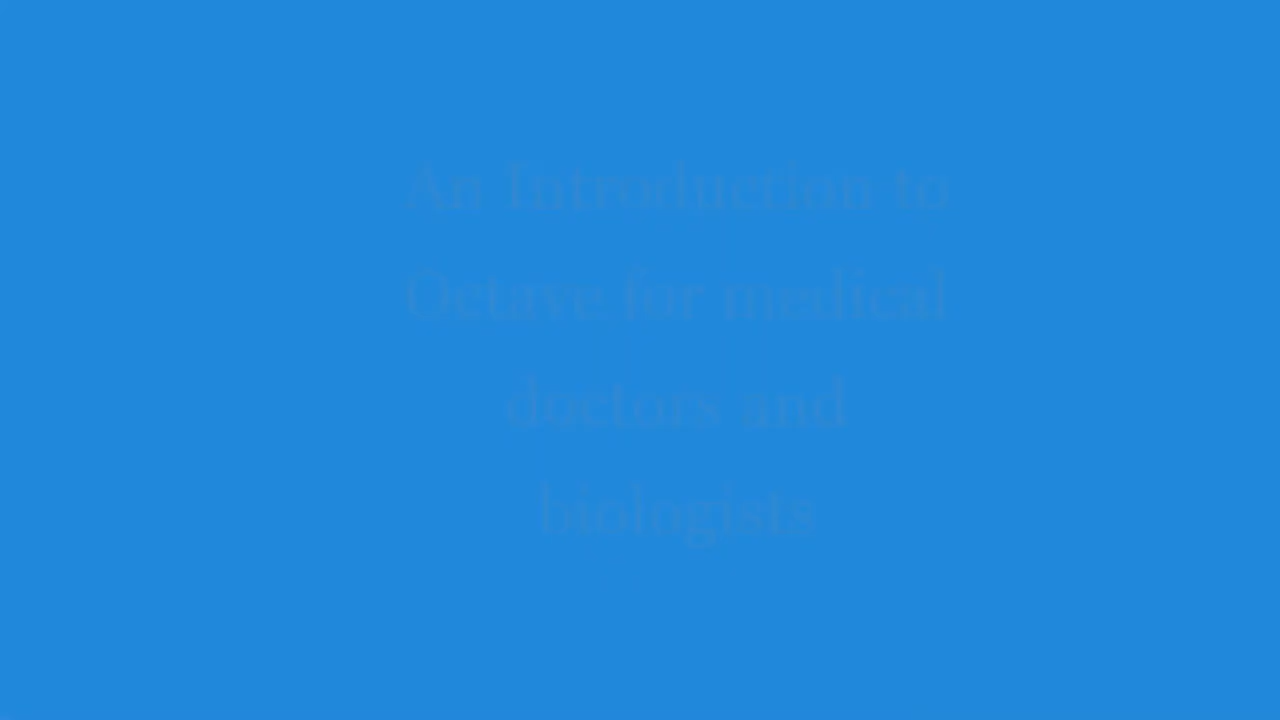 An Introduction to
Octave for medical
doctors and
biologists